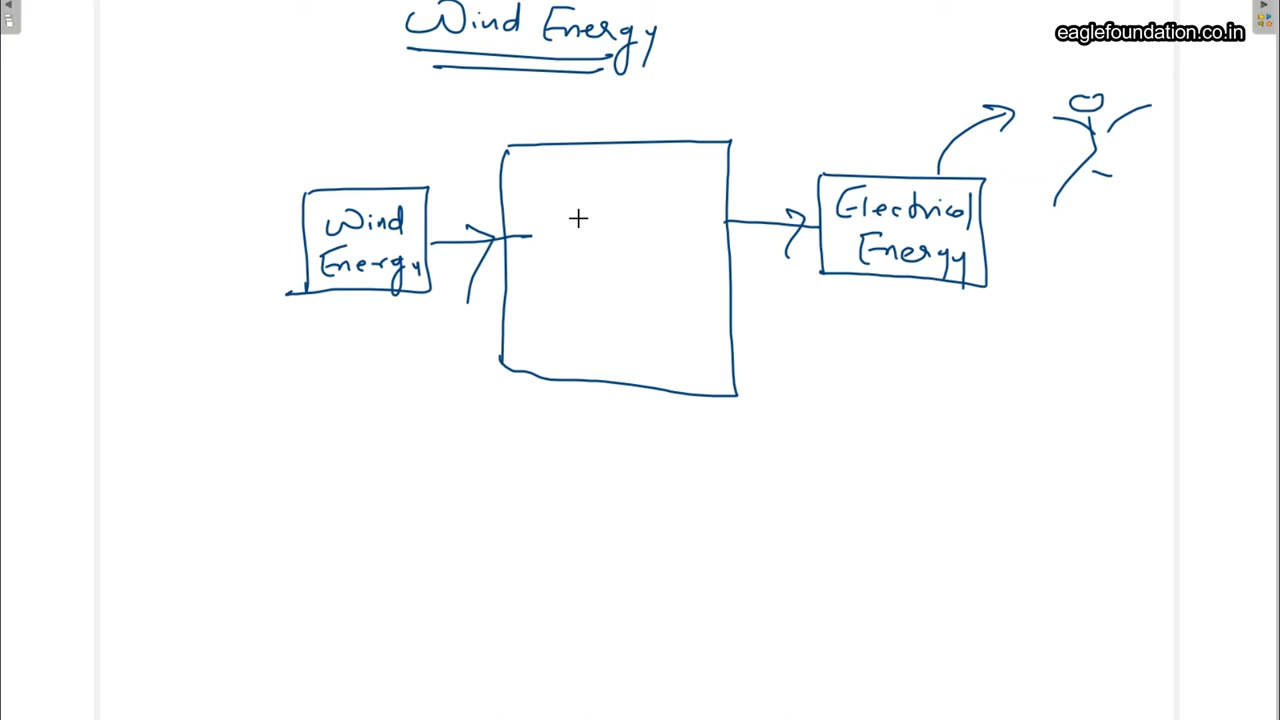 Wind Energy
eaglefoundation.co.in
Wind
Energy
Electrical
Energy